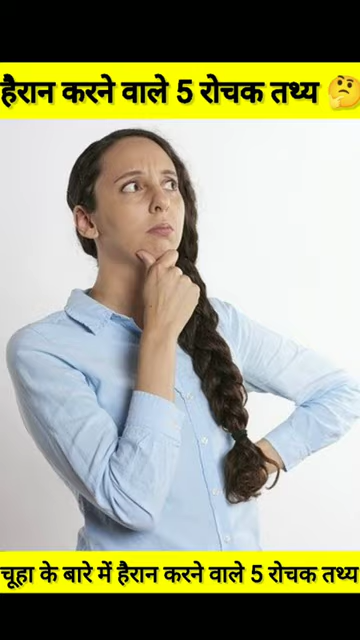 हैरान करने वाले 5 रोचक तथ्य 🤔
चूहा के बारे में हैरान करने वाले 5 रोचक तथ्य